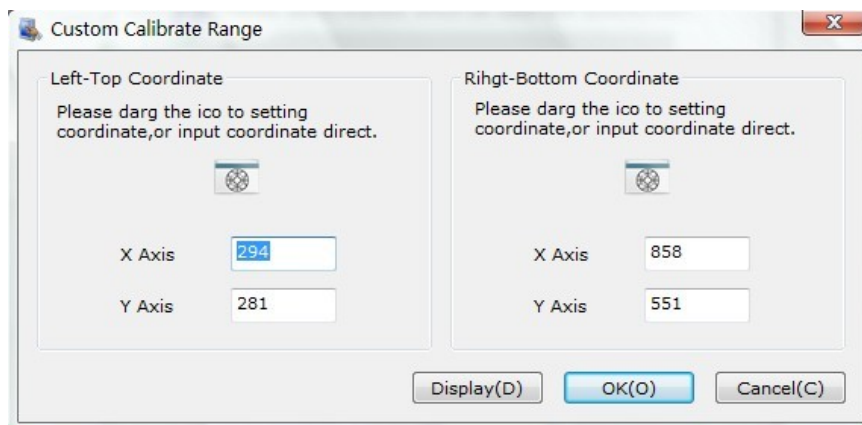 Custom Calibrate Range
Left-Top Coordinate
Please darg the ico to setting
coordinate,or input coordinate direct.
X Axis 294
Y Axis 281
Rihgt-Bottom Coordinate
Please darg the ico to setting
coordinate,or input coordinate direct.
X Axis 858
Y Axis 551
Display(D) OK(O) Cancel(C)